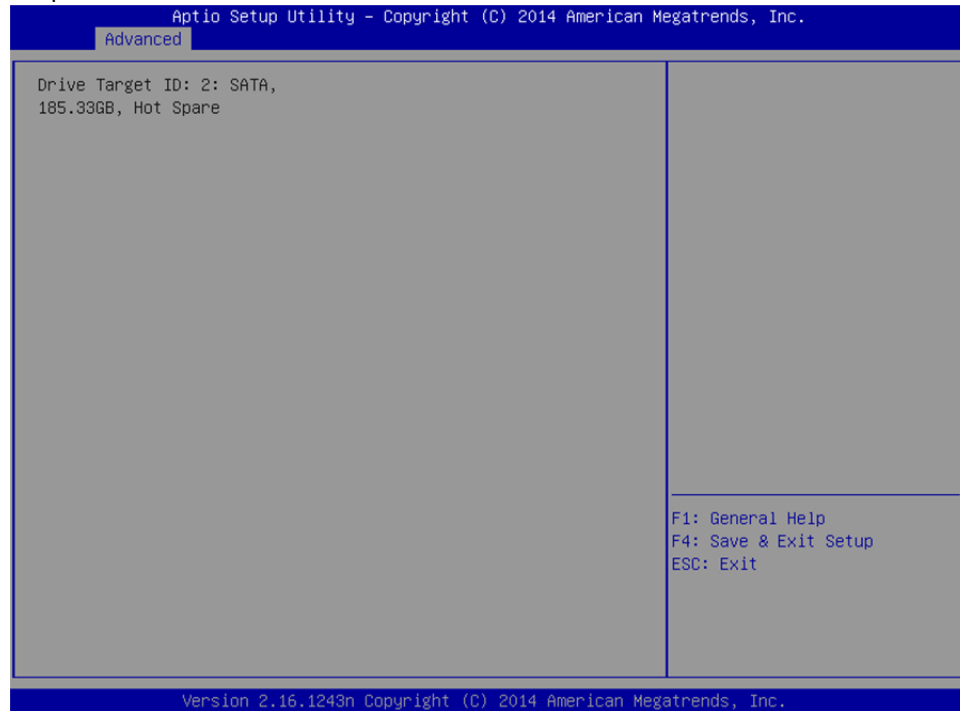 Aptio Setup Utility – Copyright (C) 2014 American Megatrends, Inc.
Advanced
Drive Target ID: 2: SATA,
185.33GB, Hot Spare
F1: General Help
F4: Save & Exit Setup
ESC: Exit
Version 2.16.1243n Copyright (C) 2014 American Megatrends, Inc.